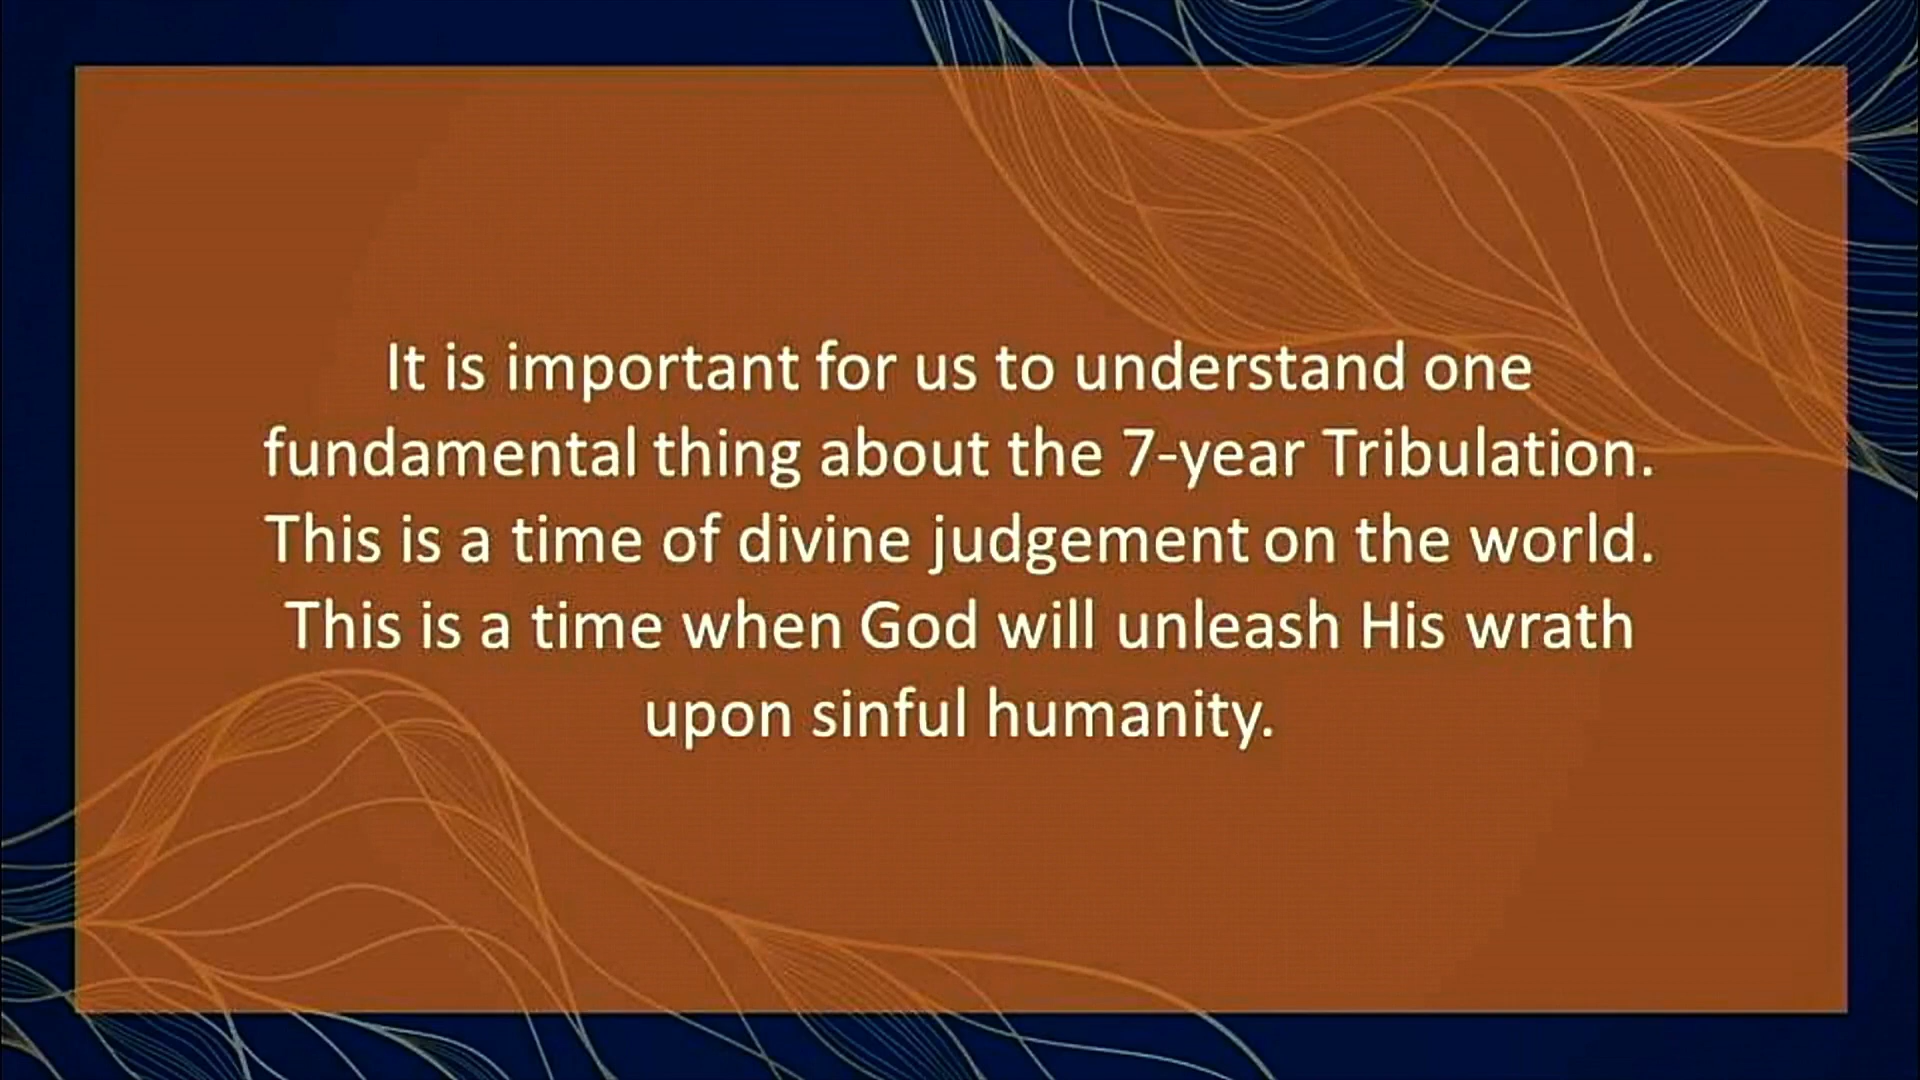 It is important for us to understand one
fundamental thing about the 7-year Tribulation.
This is a time of divine judgement on the world.
This is a time when God will unleash His wrath
upon sinful humanity.